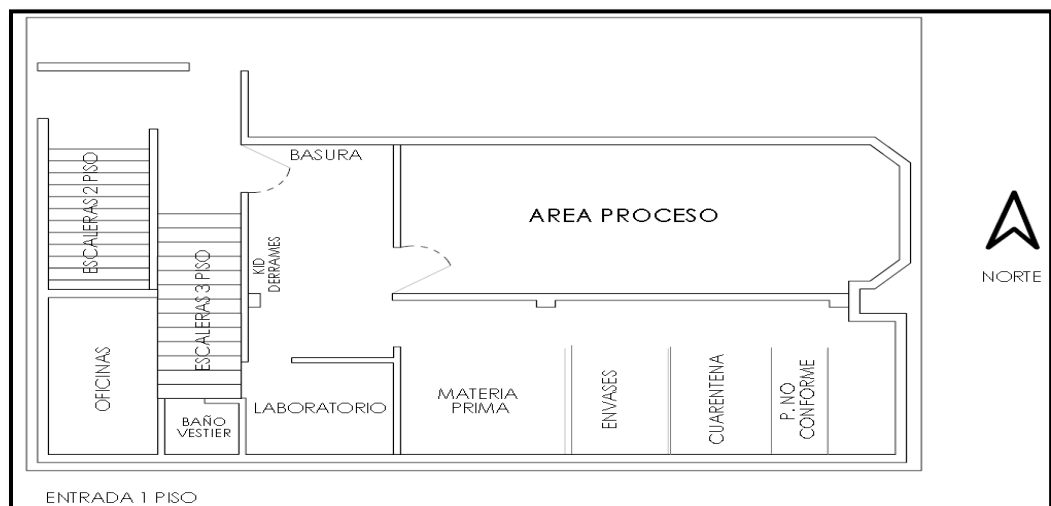 BASURA
ESCALERAS 2 PISO
AREA PROCESO
KID
DERRAMES
NORTE
ESCALERAS 3 PISO
OFICINAS
MATERIA
PRIMA
ENVASES
CUARENTENA
P. NO
CONFORME
LABORATORIO
BAÑO
VESTIER
ENTRADA 1 PISO